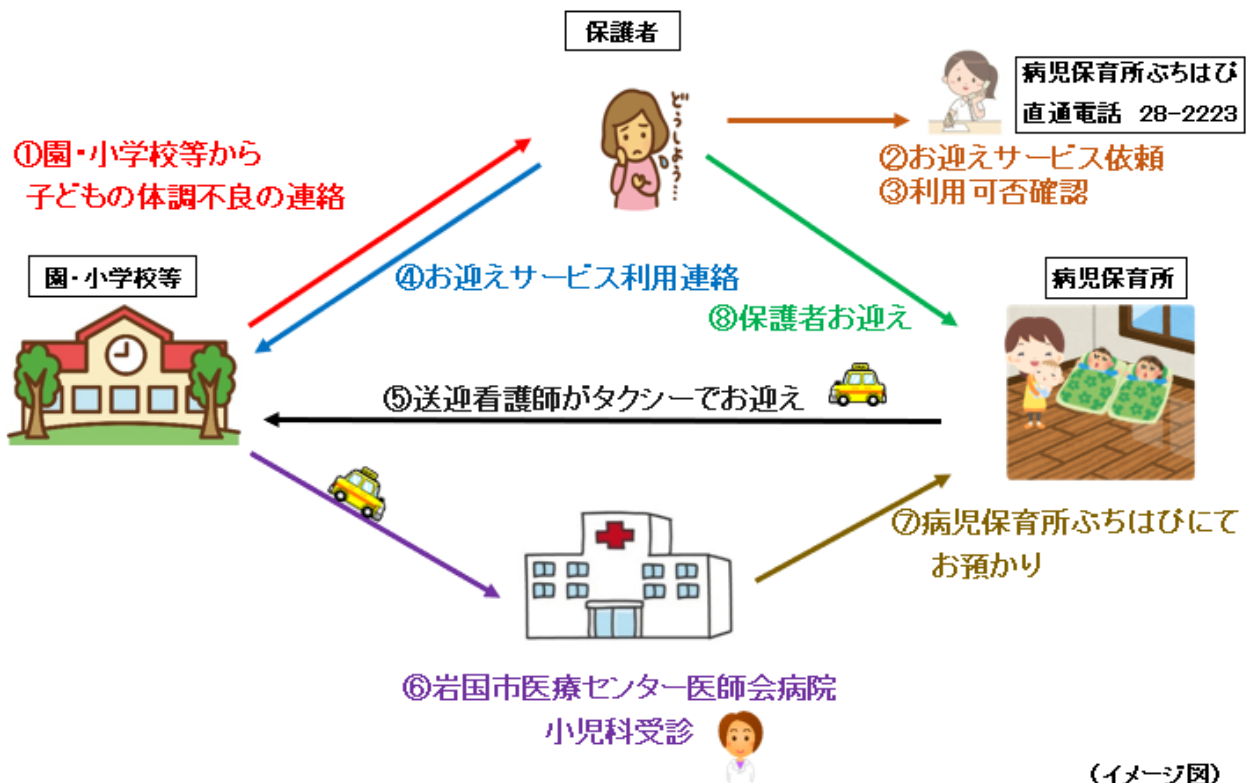 保護者
病児保育所ぷちはぴ
直通電話 28-2223
どうしよう…
①園・小学校等から
子どもの体調不良の連絡
②お迎えサービス依頼
③利用可否確認
園・小学校等
④お迎えサービス利用連絡
病児保育所
⑧保護者お迎え
⑤送迎看護師がタクシーでお迎え
⑦病児保育所ぷちはぴにて
お預かり
⑥岩国市医療センター医師会病院
小児科受診
(イメージ図)